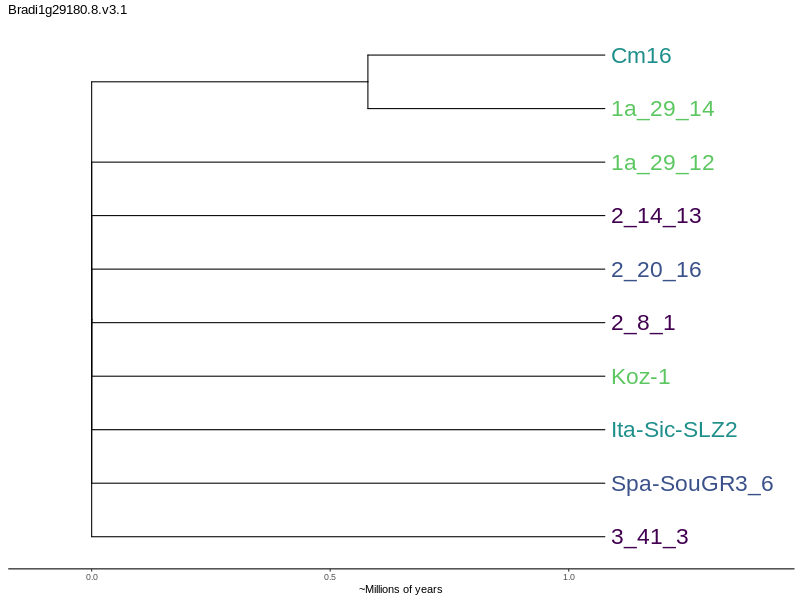 Bradi1g29180.8.v3.1
Cm16
1a_29_14
1a_29_12
2_14_13
2_20_16
2_8_1
Koz-1
Ita-Sic-SLZ2
Spa-SouGR3_6
3_41_3
0.0 0.5 1.0
~Millions of years